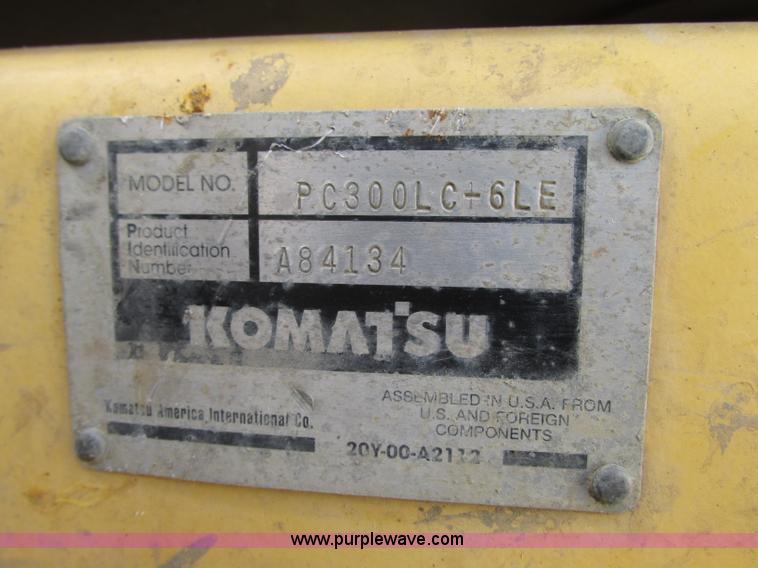 MODEL NO. PC300LC-6LE
Product
Identification
Number A84134
KOMATSU
Komatsu America International Co.
ASSEMBLED IN U.S.A. FROM
U.S. AND FOREIGN
COMPONENTS
20Y-00-A2112
www.purplewave.com